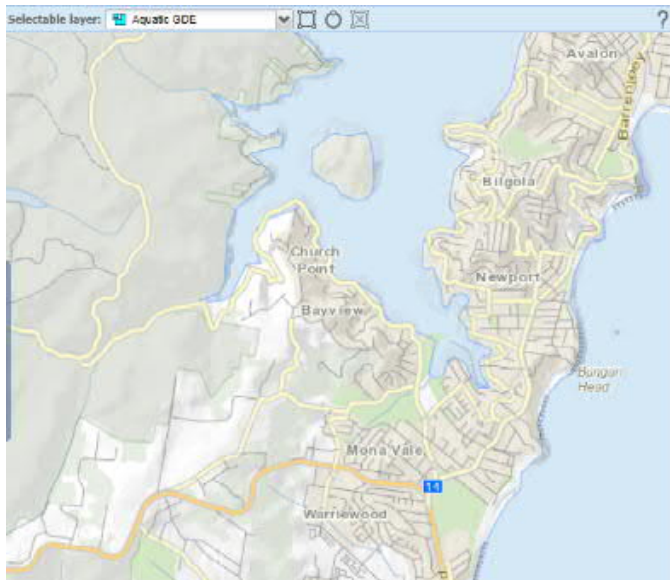 Selectable layer: Aquatic GDE
?
Avalon
Barrenjoey
Bilgola
Church
Point
Newport
Bayview
Bungan
Head
Mona Vale
14
Warriewood